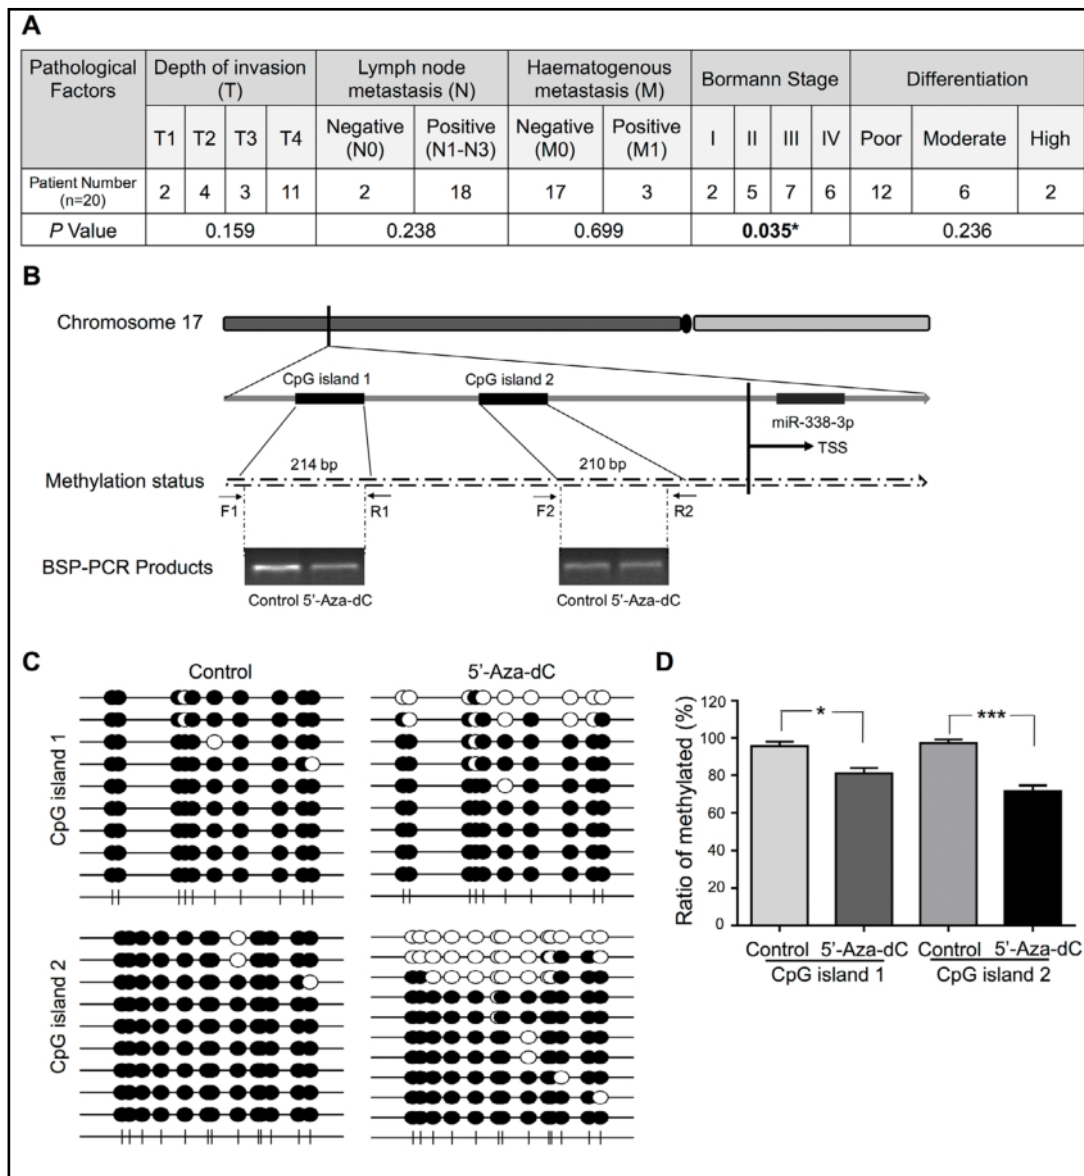 A
Pathological Factors	Depth of invasion (T)	Lymph node metastasis (N)	Haematogenous metastasis (M)	Bormann Stage	Differentiation
T1	T2	T3	T4	Negative (N0)	Positive (N1-N3)	Negative (M0)	Positive (M1)	I	II	III	IV	Poor	Moderate	High
Patient Number (n=20)	2	4	3	11	2	18	17	3	2	5	7	6	12	6	2
P Value	0.159	0.238	0.699	0.035*	0.236
B
Chromosome 17
CpG island 1	CpG island 2
miR-338-3p
TSS
214 bp	210 bp
Methylation status
F1	R1	F2	R2
BSP-PCR Products
Control 5'-Aza-dC	Control 5'-Aza-dC
C
Control	5'-Aza-dC
CpG island 1
CpG island 2
D
Ratio of methylated (%)
120
100
80
60
40
20
0
*	***
Control 5'-Aza-dC	Control 5'-Aza-dC
CpG island 1	CpG island 2